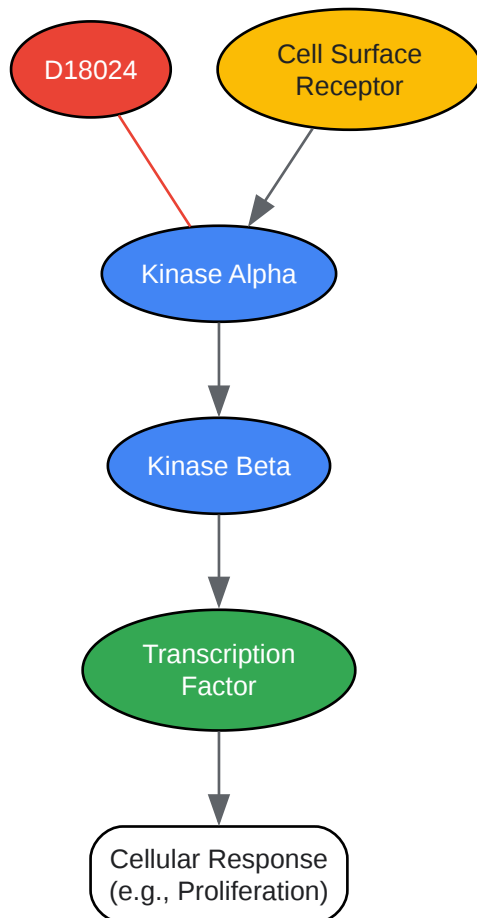 D18024
Cell Surface
Receptor
Kinase Alpha
Kinase Beta
Transcription
Factor
Cellular Response
(e.g., Proliferation)